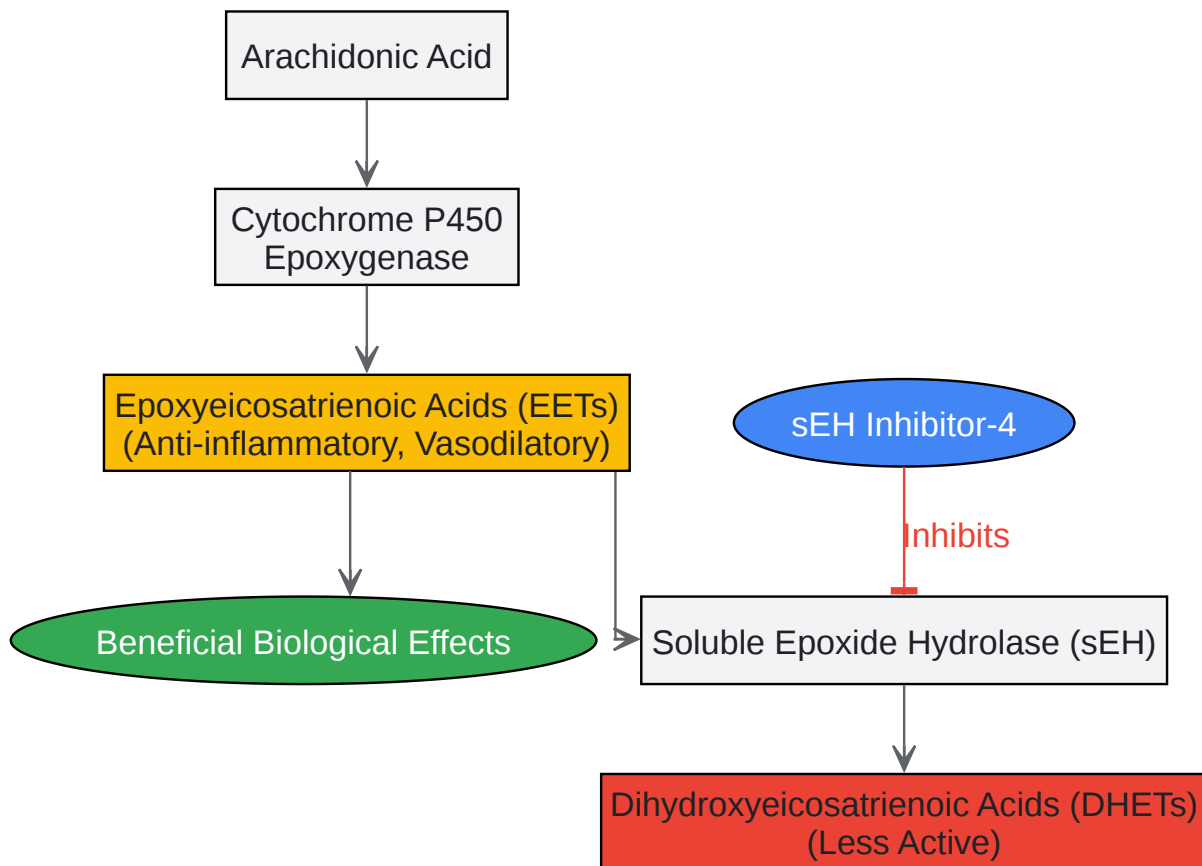 Arachidonic Acid
Cytochrome P450
Epoxygenase
Epoxyeicosatrienoic Acids (EETs)
(Anti-inflammatory, Vasodilatory)
sEH Inhibitor-4
Inhibits
Beneficial Biological Effects
Soluble Epoxide Hydrolase (sEH)
Dihydroxyeicosatrienoic Acids (DHETs)
(Less Active)